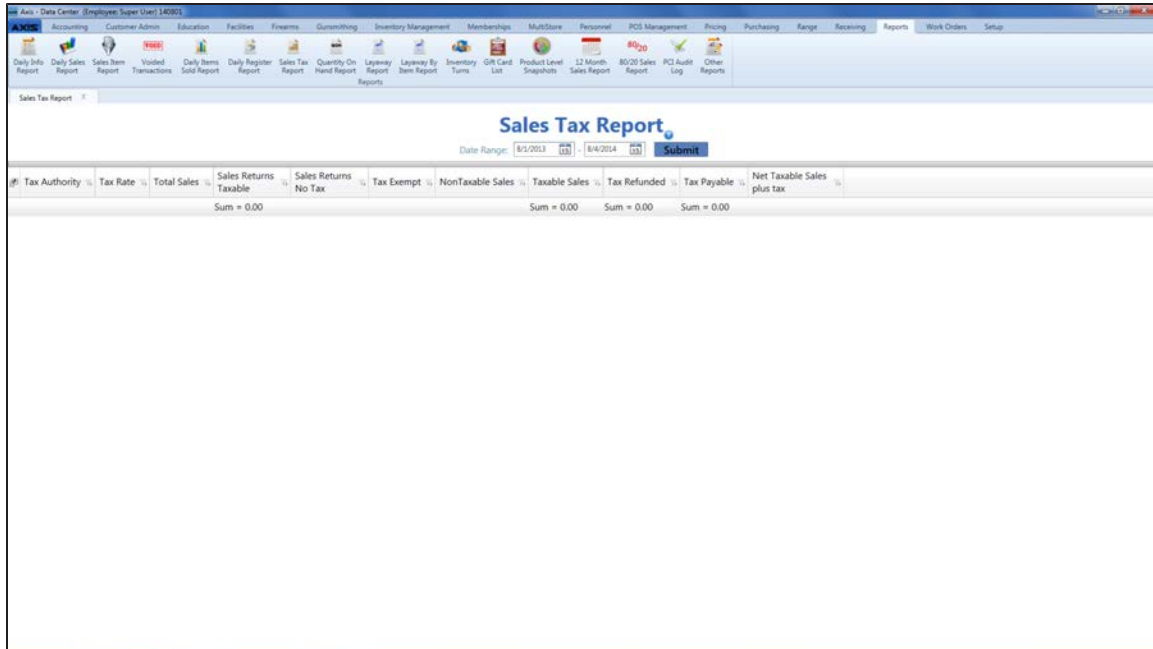 Axis - Data Center (Employee: Super User) 140801
AXIS Accounting Customer Admin Education Facilities Firearms Gunsmithing Inventory Management Memberships MultiStore Personnel POS Management Pricing Purchasing Range Receiving Reports Work Orders Setup
80/20
VOID
Daily Info Daily Sales Sales Item Voided Daily Items Daily Register Sales Tax Quantity On Layaway Layaway By Inventory Gift Card Product Level 12 Month 80/20 Sales PCI Audit Other
Report Report Report Transactions Sold Report Report Report Hand Report Report Item Report Turns List Snapshots Sales Report Report Log Reports
Reports
Sales Tax Report X
Sales Tax Report
Date Range: 8/1/2013 15 - 8/4/2014 15 Submit
Tax Authority Tax Rate Total Sales Sales Returns Taxable Sales Returns No Tax Tax Exempt NonTaxable Sales Taxable Sales Tax Refunded Tax Payable Net Taxable Sales plus tax
Sum = 0.00 Sum = 0.00 Sum = 0.00 Sum = 0.00